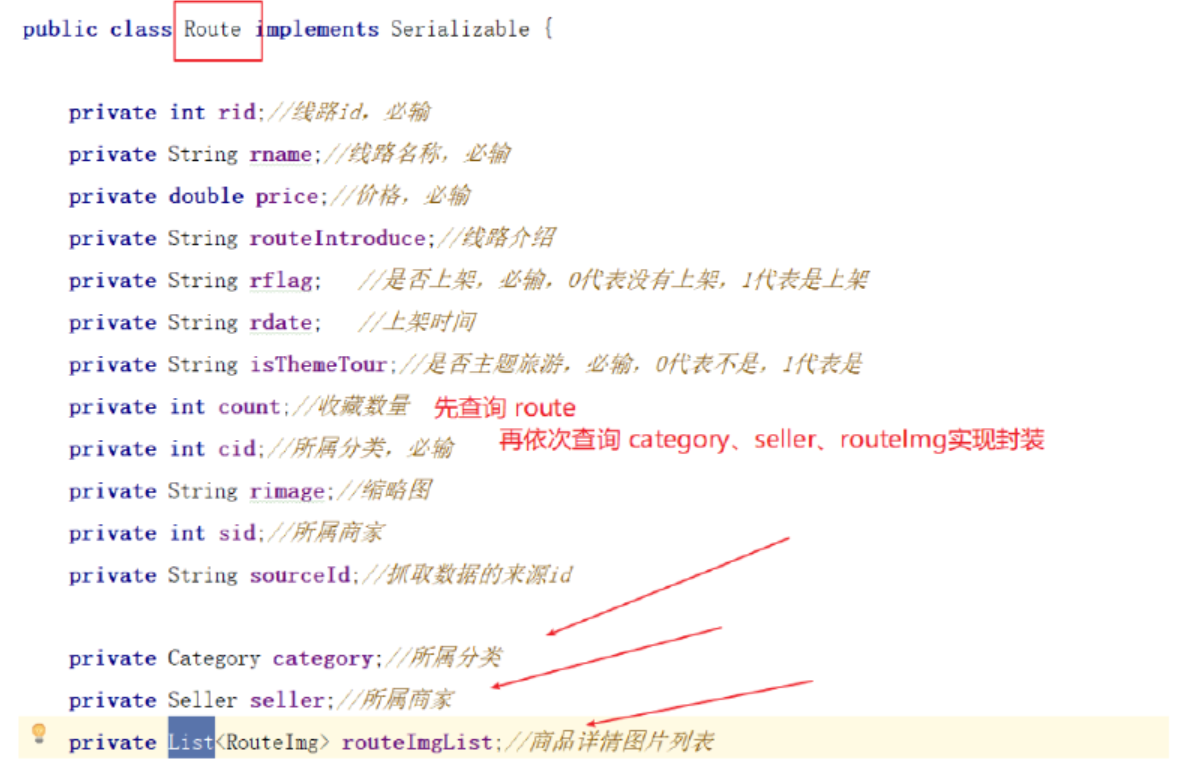 public class Route implements Serializable {
private int rid;//线路id，必输
private String rname;//线路名称，必输
private double price;//价格，必输
private String routeIntroduce;//线路介绍
private String rflag;   //是否上架，必输，0代表没有上架，1代表是上架
private String rdate;   //上架时间
private String isThemeTour;//是否主题旅游，必输，0代表不是，1代表是
private int count;//收藏数量 先查询 route
private int cid;//所属分类，必输 再依次查询 category、seller、routeImg实现封装
private String rimage;//缩略图
private int sid;//所属商家
private String sourceId;//抓取数据的来源id
private Category category;//所属分类
private Seller seller;//所属商家
private List<RouteImg> routeImgList;//商品详情图片列表